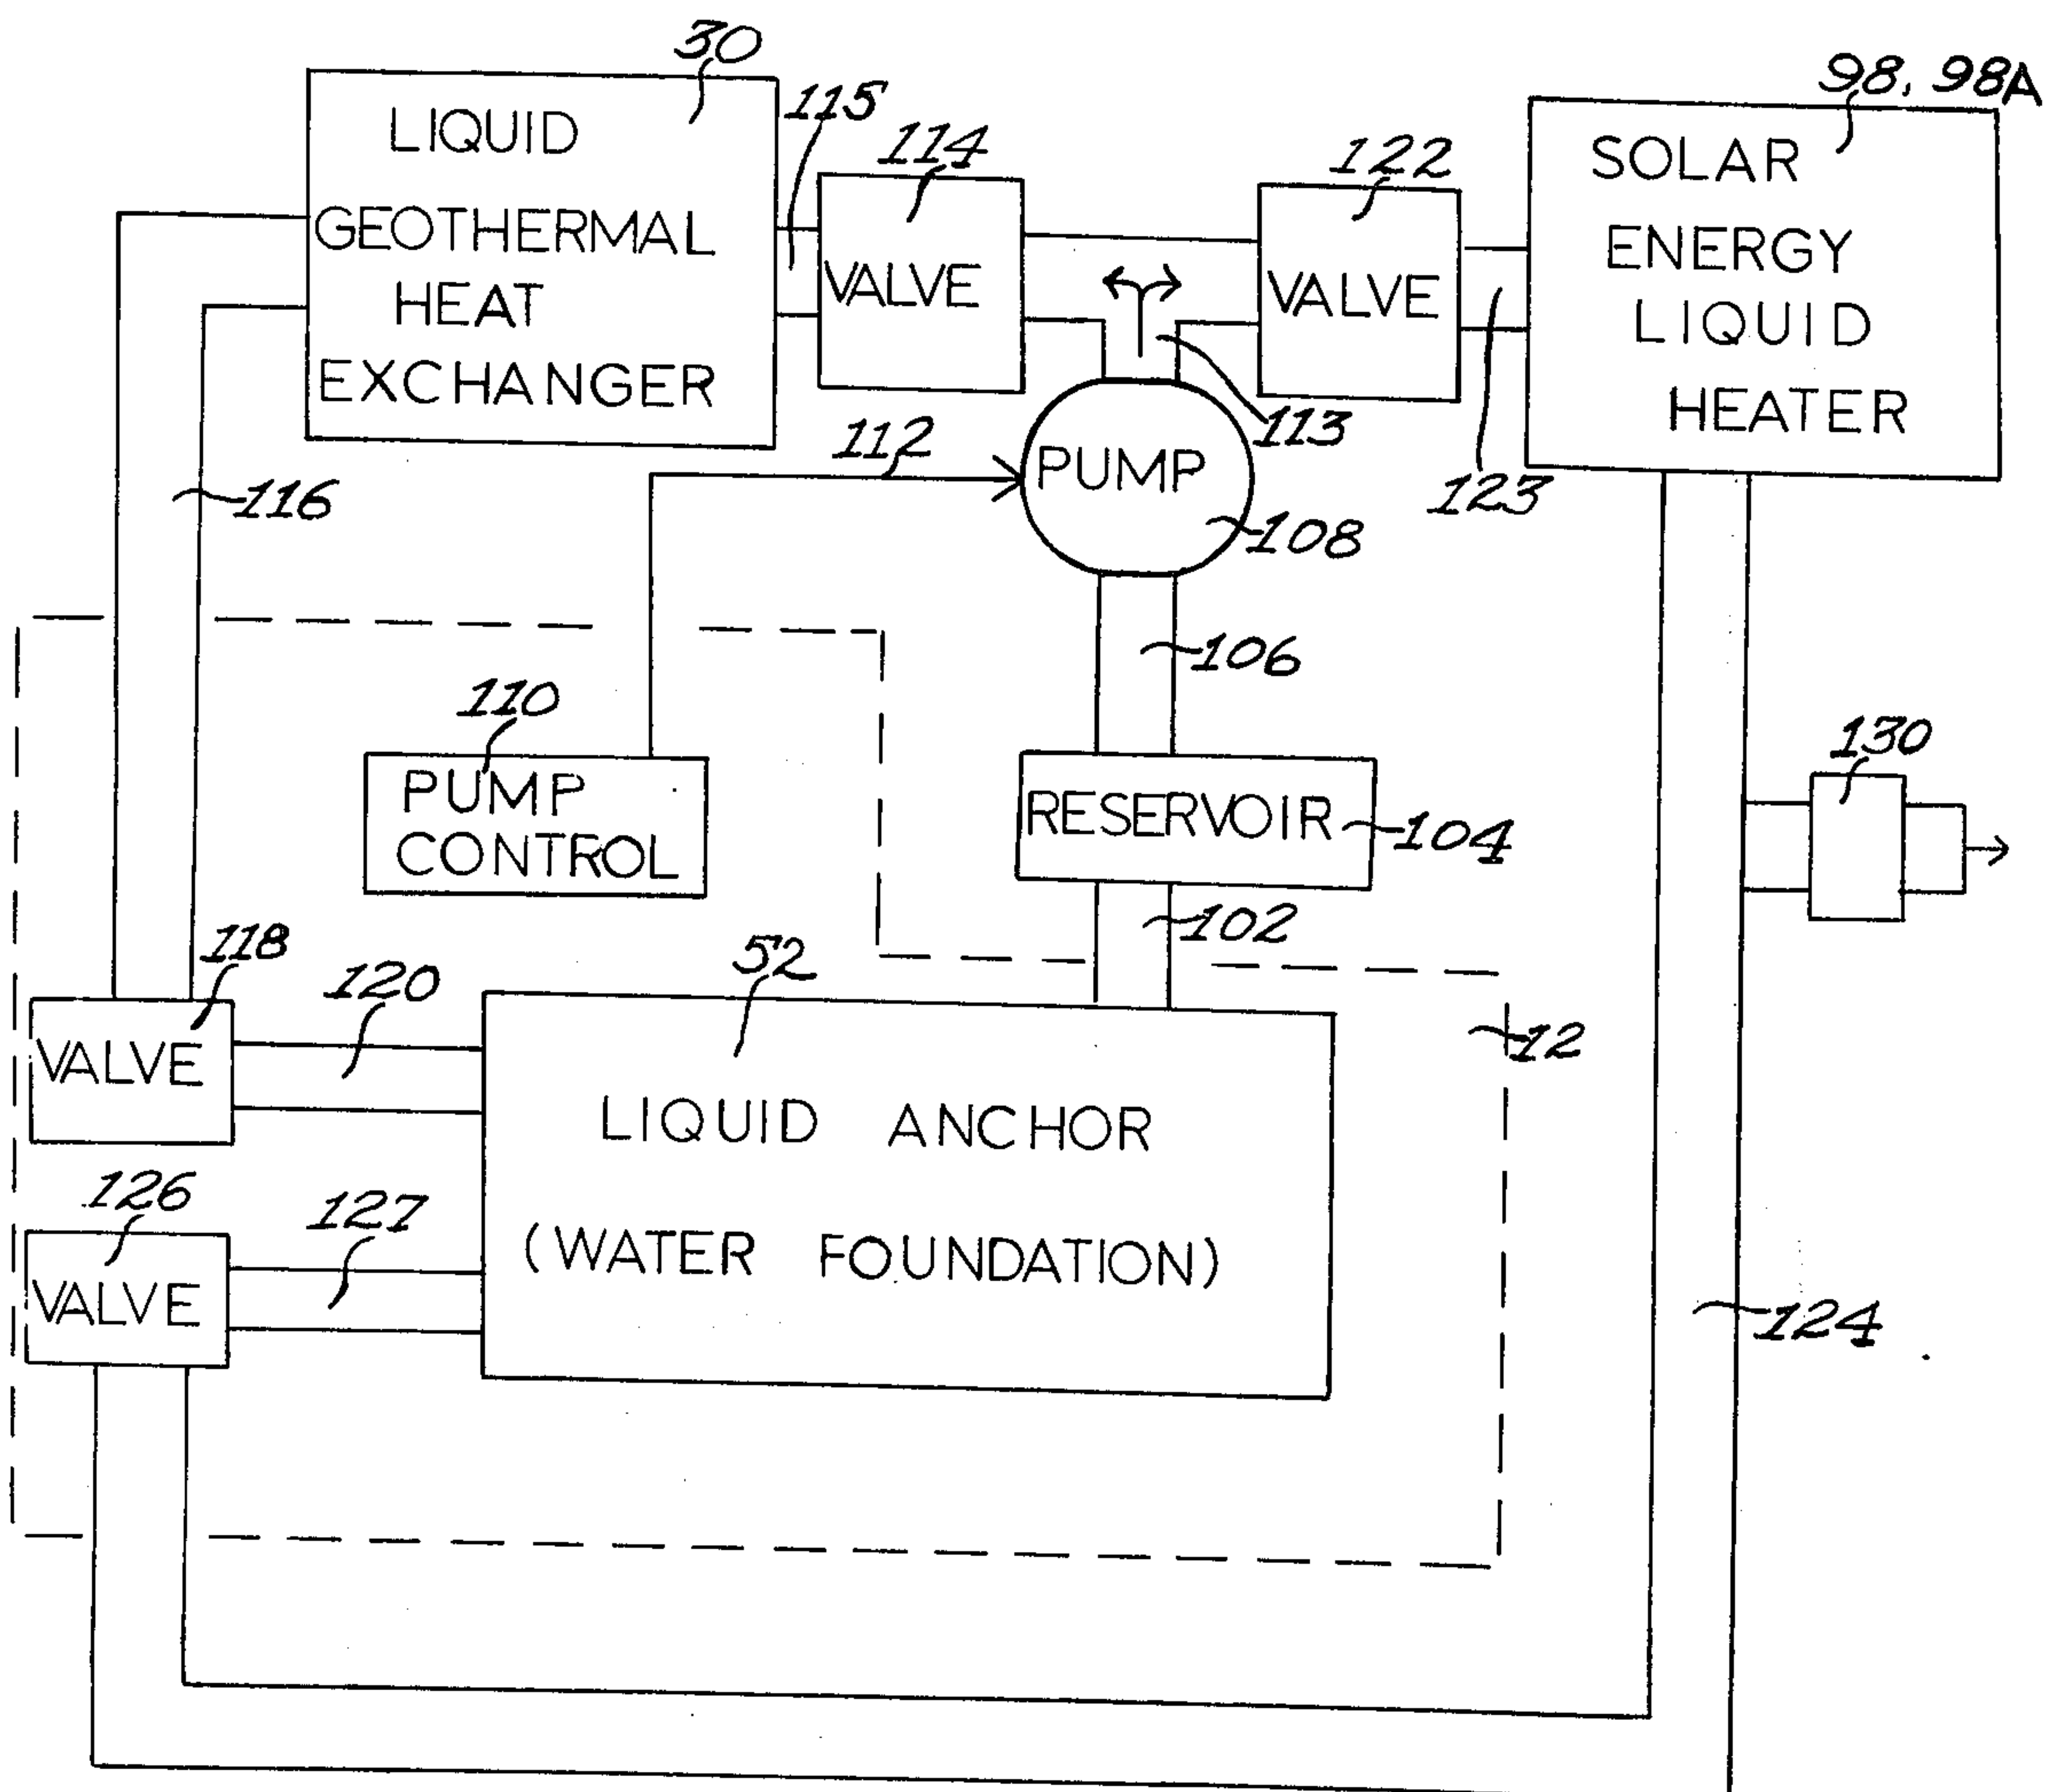 30
98, 98A
115
114
122
LIQUID
GEOTHERMAL
HEAT
EXCHANGER
VALVE
VALVE
SOLAR
ENERGY
LIQUID
HEATER
113
112
PUMP
123
116
108
106
110
PUMP
CONTROL
130
RESERVOIR
104
102
118
120
52
12
VALVE
LIQUID ANCHOR
(WATER FOUNDATION)
126
127
VALVE
124